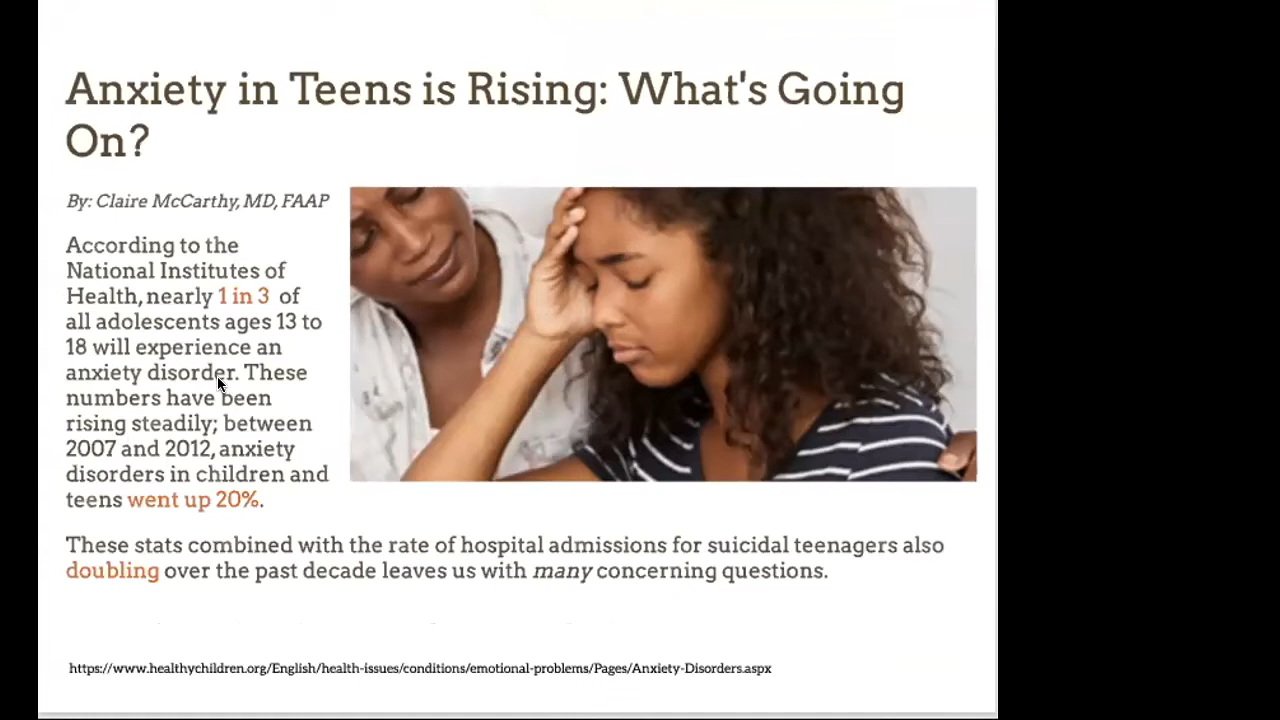 Anxiety in Teens is Rising: What's Going
On?
By: Claire McCarthy, MD, FAAP
According to the
National Institutes of
Health, nearly 1 in 3 of
all adolescents ages 13 to
18 will experience an
anxiety disorder. These
numbers have been
rising steadily; between
2007 and 2012, anxiety
disorders in children and
teens went up 20%.
These stats combined with the rate of hospital admissions for suicidal teenagers also
doubling over the past decade leaves us with many concerning questions.
https://www.healthychildren.org/English/health-issues/conditions/emotional-problems/Pages/Anxiety-Disorders.aspx